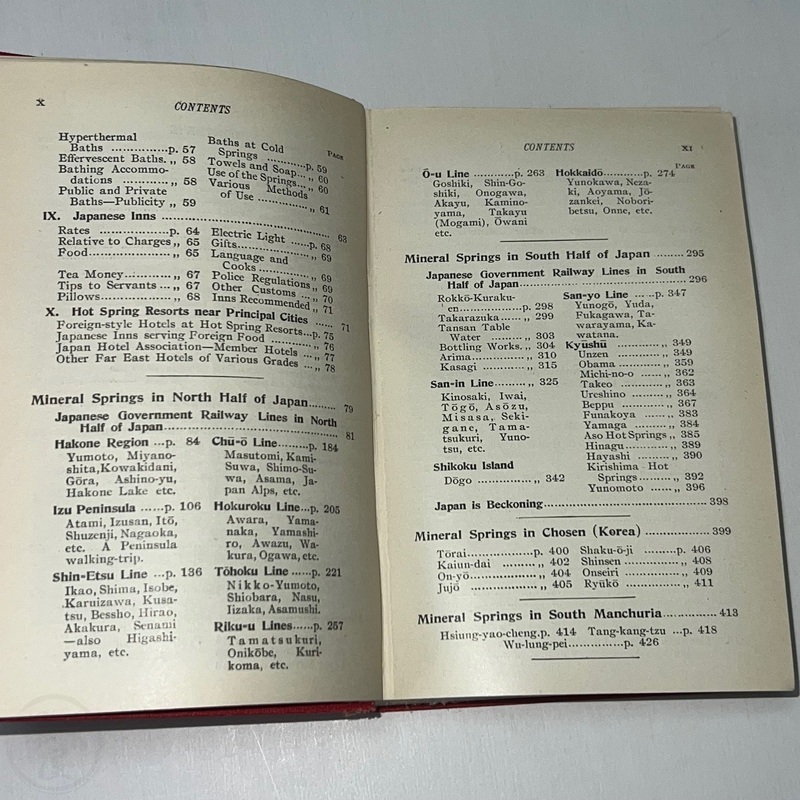 X
CONTENTS
Hyperthermal
Baths ...............p. 57
Effervescent Baths. „ 58
Bathing Accommo-
dations ............... „ 58
Public and Private
Baths—Publicity „ 59
Baths at Cold
PAGE
Springs ............p. 59
Towels and Soap... „ 60
Use of the Springs... „ 60
Various Methods
of Use ............... „ 61
IX. Japanese Inns ............... 63
Rates ...............p. 64
Relative to Charges „ 65
Food............... „ 65
Tea Money............ „ 67
Tips to Servants ... „ 67
Pillows............... „ 68
Electric Light ......p. 68
Gifts............... „ 69
Language and
Cooks ............... „ 69
Police Regulations „ 69
Other Customs ... „ 70
Inns Recommended „ 71
X. Hot Spring Resorts near Principal Cities ...... 71
Foreign-style Hotels at Hot Spring Resorts...p. 75
Japanese Inns serving Foreign Food ............ „ 76
Japan Hotel Association—Member Hotels ... „ 77
Other Far East Hotels of Various Grades ... „ 78
Mineral Springs in North Half of Japan......... 79
Japanese Government Railway Lines in North
Half of Japan............... 81
Hakone Region ...p. 84
Yumoto, Miyano-
shita, Kowakidani,
Gōra, Ashino-yu,
Hakone Lake etc.
Izu Peninsula ......p. 106
Atami, Izusan, Itō,
Shuzenji, Nagaoka,
etc. A Peninsula
walking-trip.
Shin-Etsu Line ...p. 136
Ikao, Shima, Isobe,
Karuizawa, Kusa-
tsu, Bessho, Hirao,
Akakura, Senami
—also Higashi-
yama, etc.
Chū-ō Line.........p. 184
Masutomi, Kami-
Suwa, Shimo-Su-
wa, Asama, Ja-
pan Alps, etc.
Hokuroku Line...p. 205
Awara, Yama-
naka, Yamashi-
ro, Awazu, Wa-
kura, Ogawa, etc.
Tōhoku Line ......p. 221
Nikko-Yumoto,
Shiobara, Nasu,
Iizaka, Asamushi.
Riku-u Lines......p. 257
Tamatsukuri,
Onikōbe, Kuri-
koma, etc.
CONTENTS
XI
PAGE
Ō-u Line ............p. 263
Goshiki, Shin-Go-
shiki, Onogawa,
Akayu, Kamino-
yama, Takayu
(Mogami), Ōwani
etc.
Hokkaidō............p. 274
Yunokawa, Neza-
ki, Aoyama, Jō-
zankei, Nobori-
betsu, Onne, etc.
Mineral Springs in South Half of Japan ......... 295
Japanese Government Railway Lines in South
Half of Japan............... 296
Rokkō-Kuraku-
en...............p. 298
Takarazuka ...... „ 299
Tansan Table
Water ......... „ 303
Bottling Works. „ 304
Arima............... „ 310
Kasagi ............ „ 315
San-in Line......... „ 325
Kinosaki, Iwai,
Tōgō, Asōzu,
Misasa, Seki-
gane, Tama-
tsukuri, Yuno-
tsu, etc.
Shikoku Island
Dōgo ............... „ 342
San-yo Line ......p. 347
Yunogō, Yuda,
Fukagawa, Ta-
warayama, Ka-
watana.
Kyūshū ............ „ 349
Unzen ............ „ 349
Obama ............ „ 359
Michi-no-o ...... „ 362
Takeo ............ „ 363
Ureshino ......... „ 364
Beppu ............ „ 367
Funakoya ...... „ 383
Yamaga ......... „ 384
Aso Hot Springs „ 385
Hinagu............ „ 389
Hayashi ......... „ 390
Kirishima Hot
Springs......... „ 392
Yunomoto ...... „ 396
Japan is Beckoning............... 398
Mineral Springs in Chosen (Korea) ............ 399
Tōrai...............p. 400
Kaiun-dai ......... „ 402
On-yō............... „ 404
Jujō ............... „ 405
Shaku-ō-ji .........p. 406
Shinsen ............ „ 408
Onseiri ............ „ 409
Ryūkō ............ „ 411
Mineral Springs in South Manchuria............ 413
Hsiung-yao-cheng.p. 414
Tang-kang-tzu ...p. 418
Wu-lung-pei...............p. 426